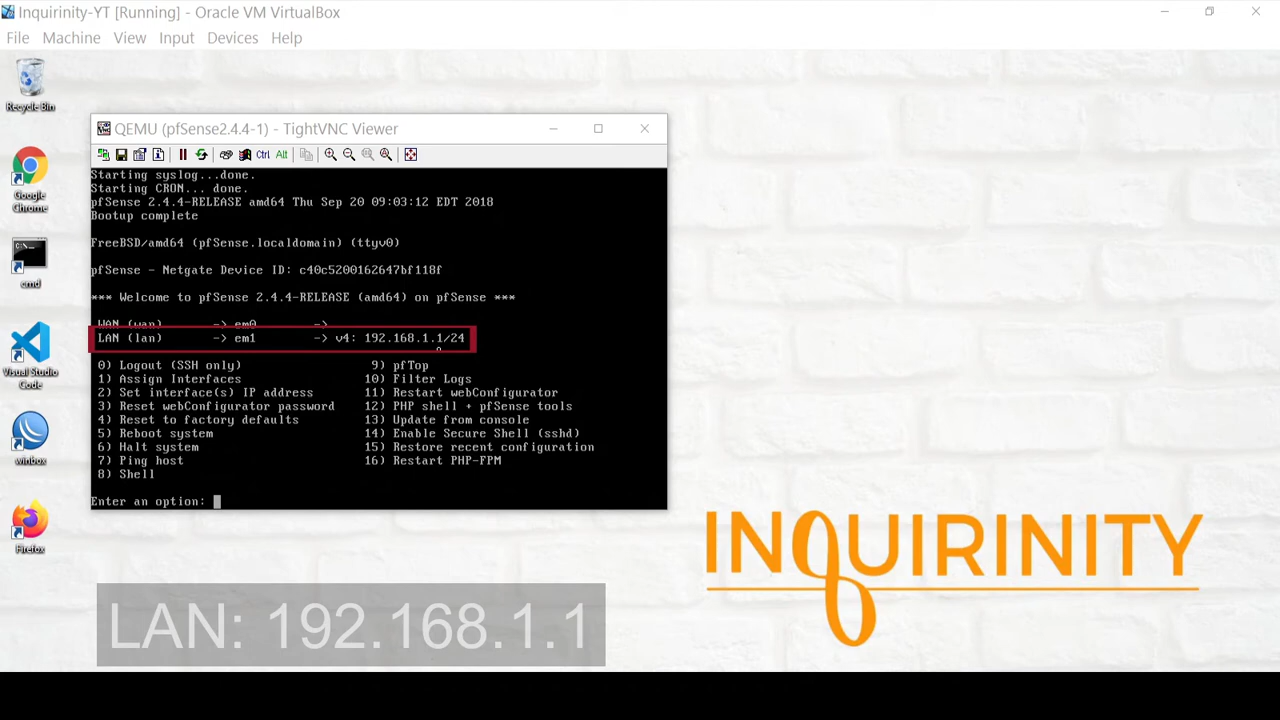 Inquirinity-YT [Running] - Oracle VM VirtualBox
File Machine View Input Devices Help
Recycle Bin
Google Chrome
cmd
Visual Studio Code
winbox
Firefox
QEMU (pfSense2.4.4-1) - TightVNC Viewer
Ctrl Alt
Starting syslog...done.
Starting CRON... done.
pfSense 2.4.4-RELEASE amd64 Thu Sep 20 09:03:12 EDT 2018
Bootup complete
FreeBSD/amd64 (pfSense.localdomain) (ttyv0)
pfSense - Netgate Device ID: c40c5200162647bf118f
*** Welcome to pfSense 2.4.4-RELEASE (amd64) on pfSense ***
WAN (wan) -> em0 ->
LAN (lan) -> em1 -> v4: 192.168.1.1/24
0) Logout (SSH only) 9) pfTop
1) Assign Interfaces 10) Filter Logs
2) Set interface(s) IP address 11) Restart webConfigurator
3) Reset webConfigurator password 12) PHP shell + pfSense tools
4) Reset to factory defaults 13) Update from console
5) Reboot system 14) Enable Secure Shell (sshd)
6) Halt system 15) Restore recent configuration
7) Ping host 16) Restart PHP-FPM
8) Shell
Enter an option:
INQUIRINITY
LAN: 192.168.1.1